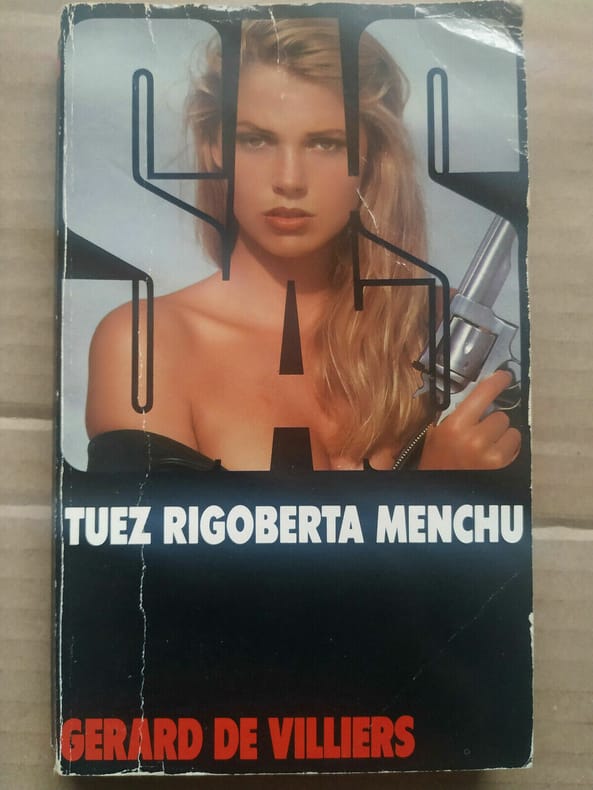 SAS
TUEZ RIGOBERTA MENCHU
GERARD DE VILLIERS